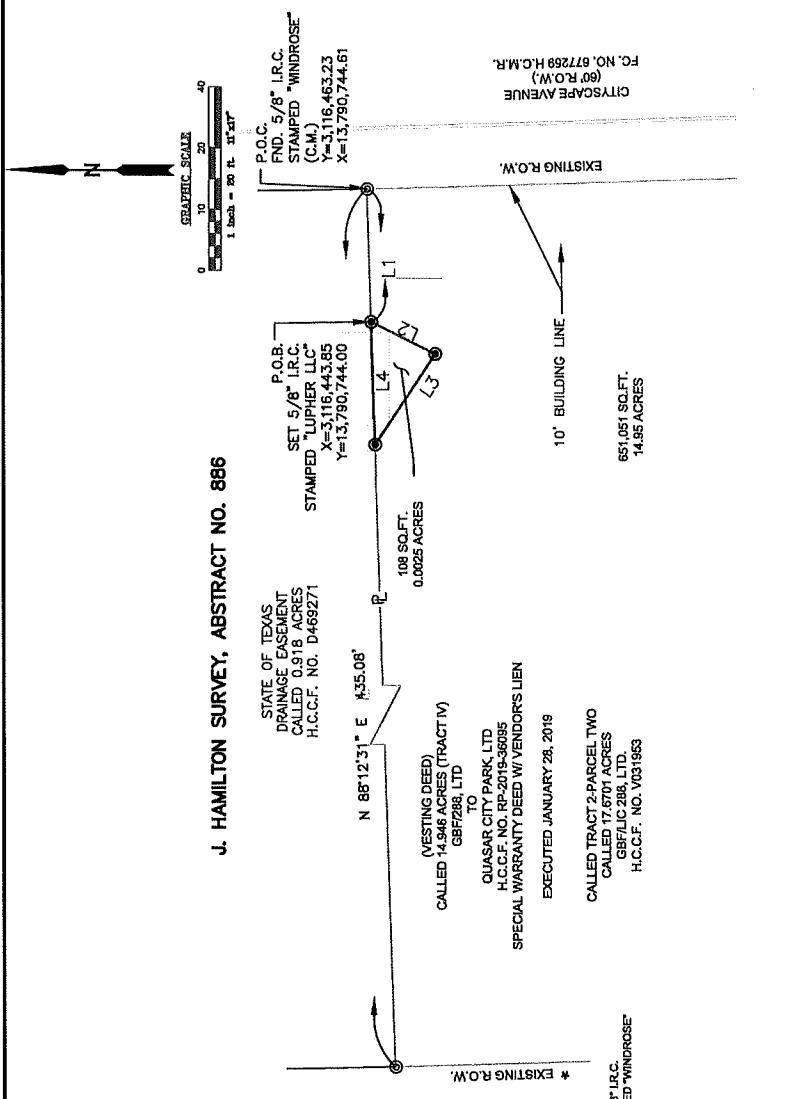 J. HAMILTON SURVEY, ABSTRACT NO. 886
N
GRAPHIC SCALE
0 10 20 40
1 inch = 20 ft. 11"x17"
STATE OF TEXAS
DRAINAGE EASEMENT
CALLED 0.918 ACRES
H.C.C.F. NO. D469271
P.O.B.
SET 5/8" I.R.C.
STAMPED "LUPHER LLC"
X=3,116,443.85
Y=13,790,744.00
P.O.C.
FND. 5/8" I.R.C.
STAMPED "WINDROSE"
(C.M.)
Y=3,116,463.23
X=13,790,744.61
N 88°12'31" E 435.08'
PL
L1
L2
L3
L4
108 SQ.FT.
0.0025 ACRES
(VESTING DEED)
CALLED 14.946 ACRES (TRACT IV)
GBF/288, LTD
TO
QUASAR CITY PARK, LTD
H.C.C.F. NO. RP-2019-36095
SPECIAL WARRANTY DEED W/ VENDOR'S LIEN
EXECUTED JANUARY 28, 2019
CALLED TRACT 2-PARCEL TWO
CALLED 17.6701 ACRES
GBF/LIC 288, LTD.
H.C.C.F. NO. V031953
10' BUILDING LINE
651,051 SQ.FT.
14.95 ACRES
EXISTING R.O.W.
CITYSCAPE AVENUE
(60' R.O.W.)
FC. NO. 677269 H.C.M.R.
* EXISTING R.O.W.
I.R.C.
"WINDROSE"